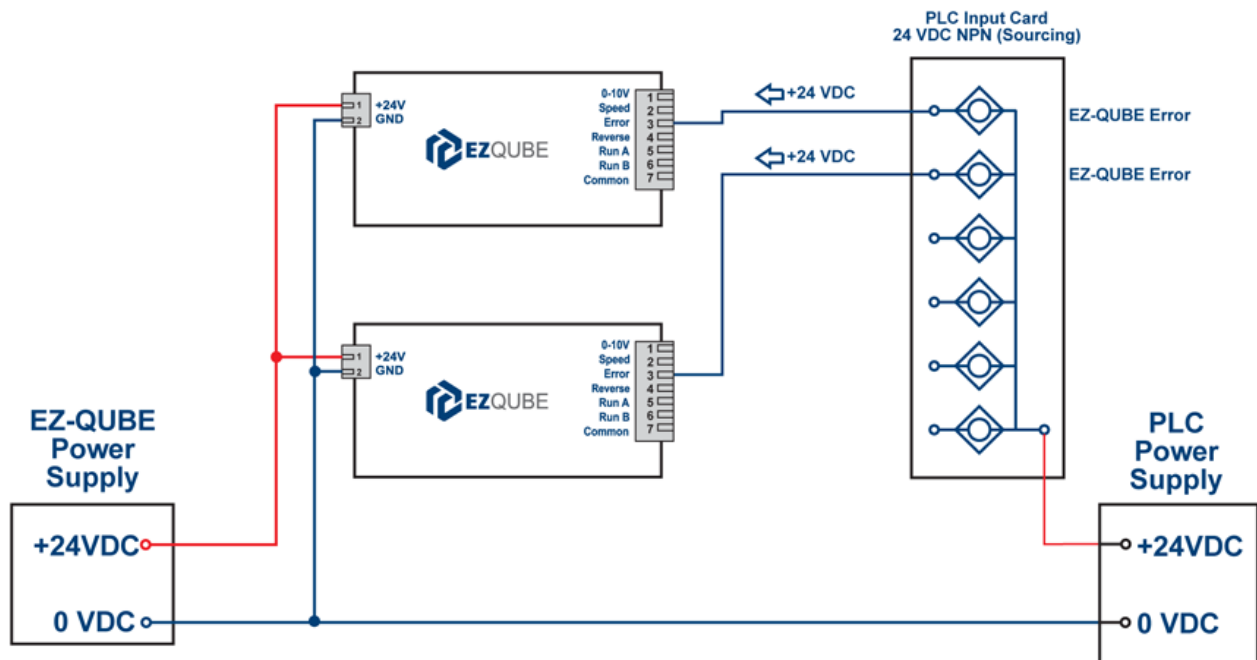 PLC Input Card
24 VDC NPN (Sourcing)
1
+24V
2
GND
EZQUBE
0-10V
1
Speed
2
Error
3
Reverse
4
Run A
5
Run B
6
Common
7
+24 VDC
EZ-QUBE Error
+24 VDC
EZ-QUBE Error
1
+24V
2
GND
EZQUBE
0-10V
1
Speed
2
Error
3
Reverse
4
Run A
5
Run B
6
Common
7
EZ-QUBE
Power
Supply
+24VDC
0 VDC
PLC
Power
Supply
+24VDC
0 VDC